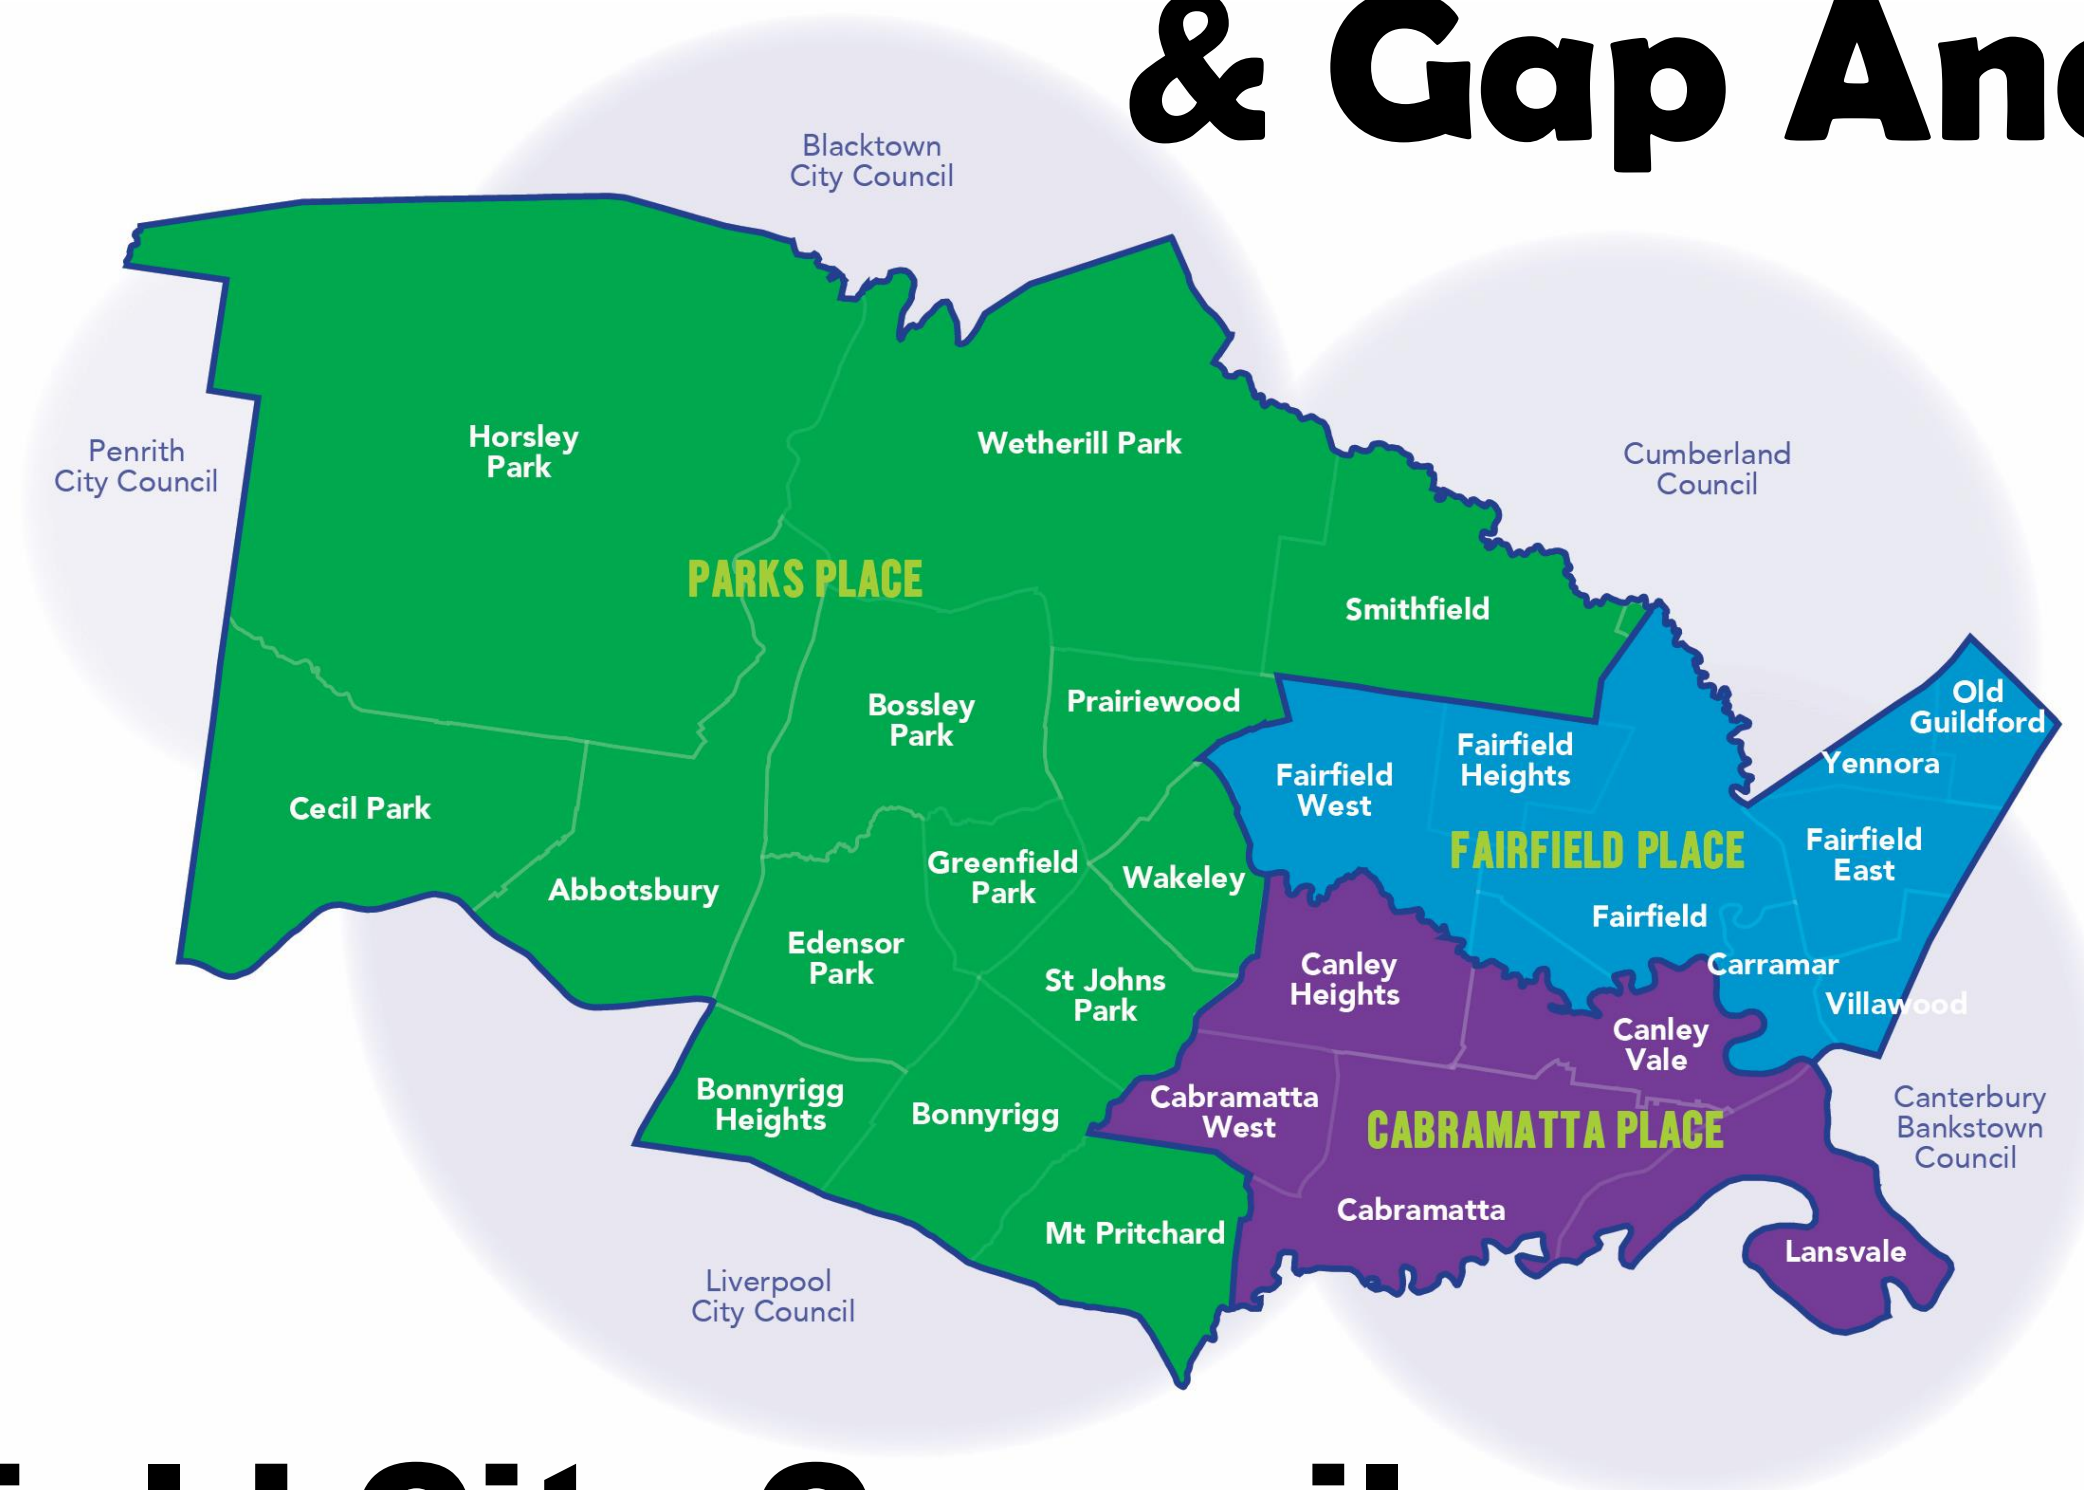 & Gap
Blacktown
City Council
Penrith
City Council
Horsley
Park
Wetherill Park
Cumberland
Council
PARKS PLACE
Smithfield
Bossley
Park
Prairiewood
Old
Guildford
Yennora
Fairfield
Heights
Fairfield
West
Cecil Park
FAIRFIELD PLACE
Fairfield
East
Greenfield
Park
Wakeley
Abbotsbury
Fairfield
Edensor
Park
Canley
Heights
Carramar
St Johns
Park
Villawood
Canley
Vale
Bonnyrigg
Heights
Bonnyrigg
Cabramatta
West
CABRAMATTA PLACE
Canterbury
Bankstown
Council
Cabramatta
Mt Pritchard
Lansvale
Liverpool
City Council